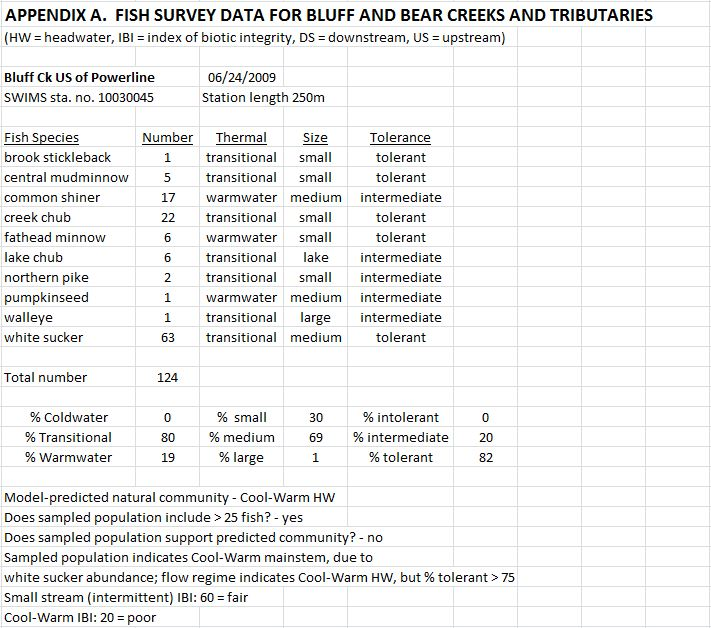 APPENDIX A.  FISH SURVEY DATA FOR BLUFF AND BEAR CREEKS AND TRIBUTARIES
(HW = headwater, IBI = index of biotic integrity, DS = downstream, US = upstream)
Bluff Ck US of Powerline 06/24/2009
SWIMS sta. no. 10030045 Station length 250m
Fish Species Number Thermal Size Tolerance
brook stickleback 1 transitional small tolerant
central mudminnow 5 transitional small tolerant
common shiner 17 warmwater medium intermediate
creek chub 22 transitional small tolerant
fathead minnow 6 warmwater small tolerant
lake chub 6 transitional lake intermediate
northern pike 2 transitional small intermediate
pumpkinseed 1 warmwater medium intermediate
walleye 1 transitional large intermediate
white sucker 63 transitional medium tolerant
Total number 124
% Coldwater 0 % small 30 % intolerant 0
% Transitional 80 % medium 69 % intermediate 20
% Warmwater 19 % large 1 % tolerant 82
Model-predicted natural community - Cool-Warm HW
Does sampled population include > 25 fish? - yes
Does sampled population support predicted community? - no
Sampled population indicates Cool-Warm mainstem, due to
white sucker abundance; flow regime indicates Cool-Warm HW, but % tolerant > 75
Small stream (intermittent) IBI: 60 = fair
Cool-Warm IBI: 20 = poor